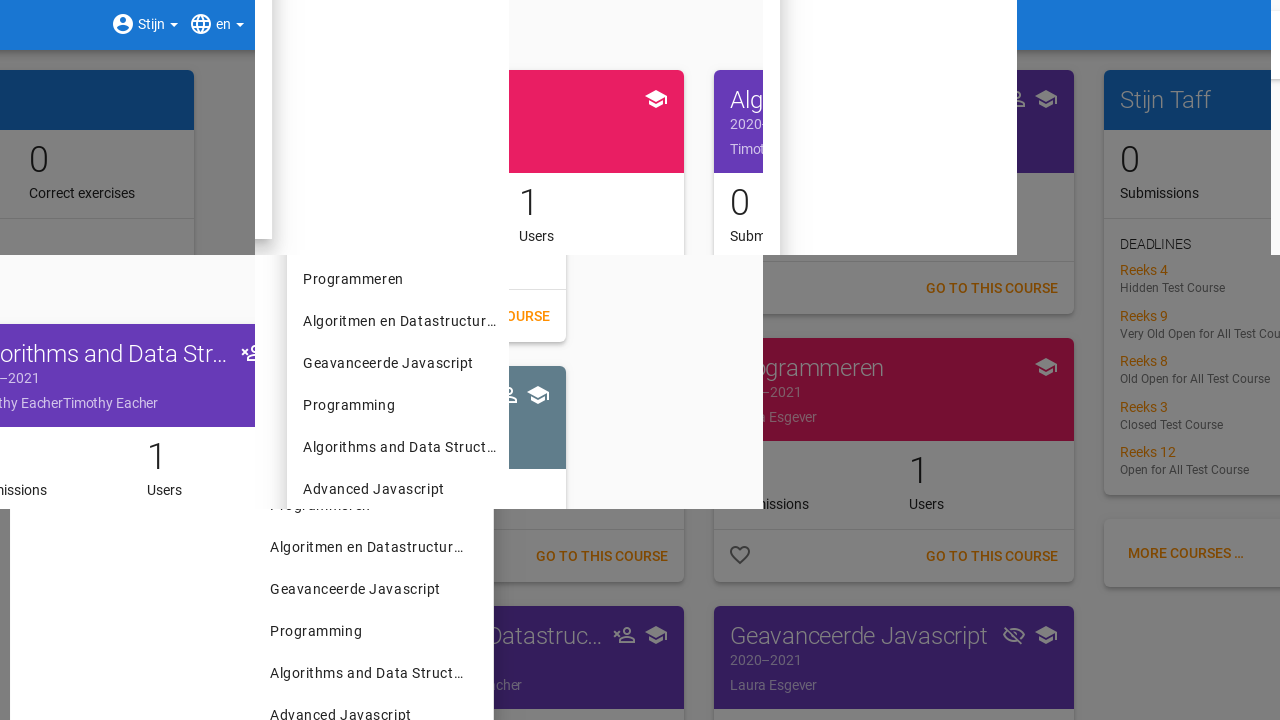 Stijn
en
0
Correct exercises
1
Users
Alg
2020–
Timot
0
Subm
Stijn Taff
0
Submissions
DEADLINES
Reeks 4
Hidden Test Course
Reeks 9
Very Old Open for All Test Cou
Reeks 8
Old Open for All Test Course
Reeks 3
Closed Test Course
Reeks 12
Open for All Test Course
MORE COURSES ...
GO TO THIS COURSE
orithms and Data Str...
–2021
thy EacherTimothy Eacher
1
nissions
Users
Programmeren
Algoritmen en Datastructur...
Geavanceerde Javascript
Programming
Algorithms and Data Struct...
Advanced Javascript
OURSE
ogrammeren
–2021
a Esgever
1
missions
Users
GO TO THIS COURSE
GO TO THIS COURSE
Algoritmen en Datastructur...
Geavanceerde Javascript
Programming
Algorithms and Data Struct...
Advanced Javascript
Datastruc...
acher
Geavanceerde Javascript
2020–2021
Laura Esgever